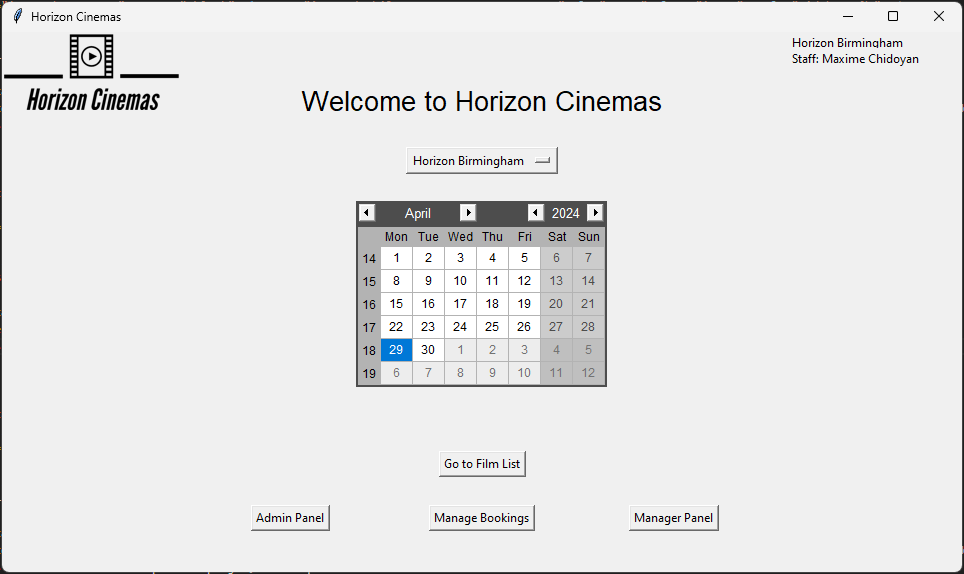 Horizon Cinemas
Horizon Birmingham
Staff: Maxime Chidoyan
Horizon Cinemas
Welcome to Horizon Cinemas
Horizon Birmingham
April 2024
Mon Tue Wed Thu Fri Sat Sun
14 1 2 3 4 5 6 7
15 8 9 10 11 12 13 14
16 15 16 17 18 19 20 21
17 22 23 24 25 26 27 28
18 29 30 1 2 3 4 5
19 6 7 8 9 10 11 12
Go to Film List
Admin Panel Manage Bookings Manager Panel